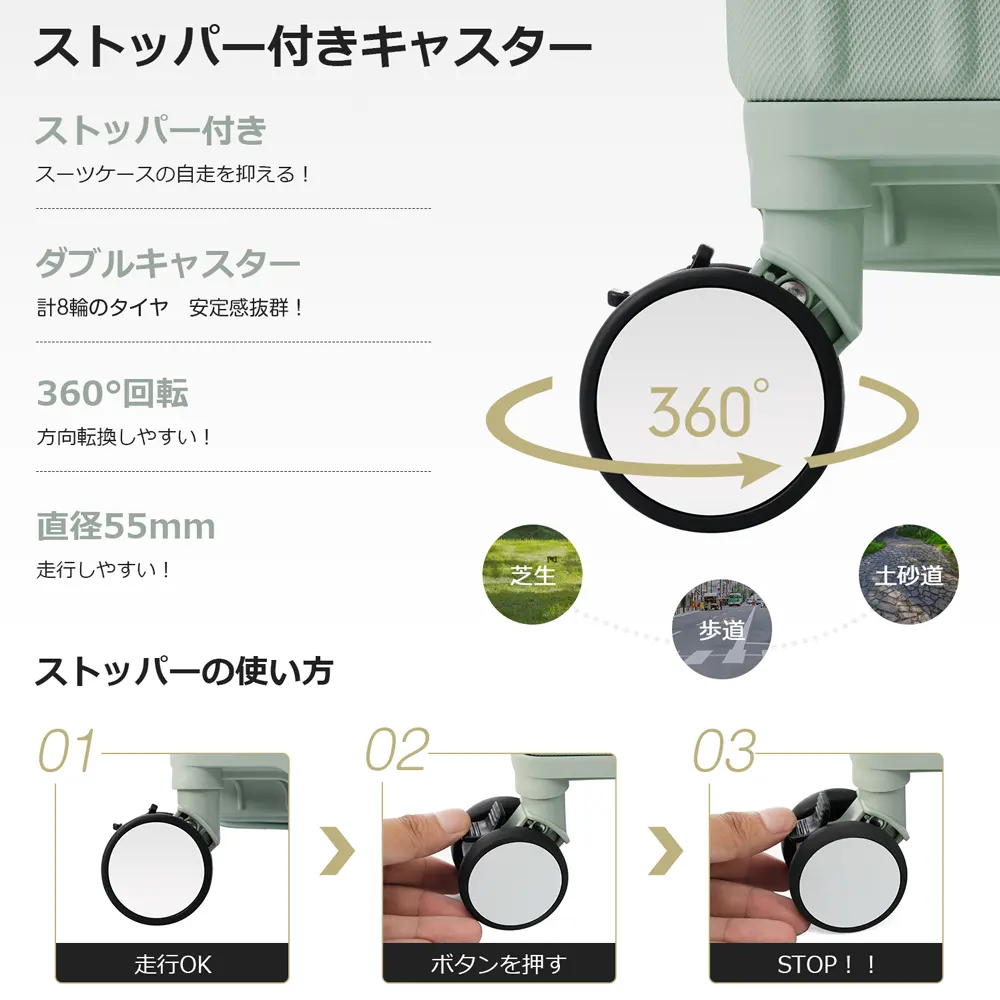 ストッパー付きキャスター
ストッパー付き
スーツケースの自走を抑える！
ダブルキャスター
計8輪のタイヤ　安定感抜群！
360°回転
方向転換しやすい！
直径55mm
走行しやすい！
360°
芝生
歩道
土砂道
ストッパーの使い方
01
走行OK
02
ボタンを押す
03
STOP！！